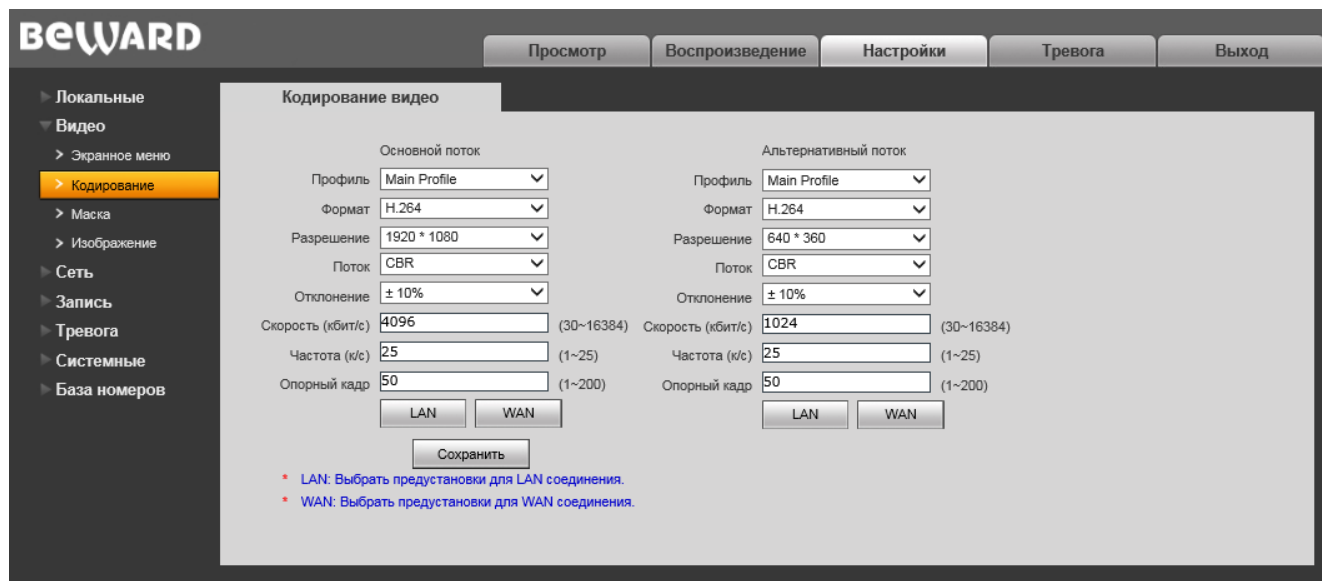 BEWARD
Просмотр Воспроизведение Настройки Тревога Выход
Локальные
Видео
Экранное меню
Кодирование
Маска
Изображение
Сеть
Запись
Тревога
Системные
База номеров
Кодирование видео
Основной поток Альтернативный поток
Профиль Main Profile Профиль Main Profile
Формат H.264 Формат H.264
Разрешение 1920 * 1080 Разрешение 640 * 360
Поток CBR Поток CBR
Отклонение ± 10% Отклонение ± 10%
Скорость (кбит/с) 4096 (30~16384) Скорость (кбит/с) 1024 (30~16384)
Частота (к/с) 25 (1~25) Частота (к/с) 25 (1~25)
Опорный кадр 50 (1~200) Опорный кадр 50 (1~200)
LAN WAN LAN WAN
Сохранить
* LAN: Выбрать предустановки для LAN соединения.
* WAN: Выбрать предустановки для WAN соединения.